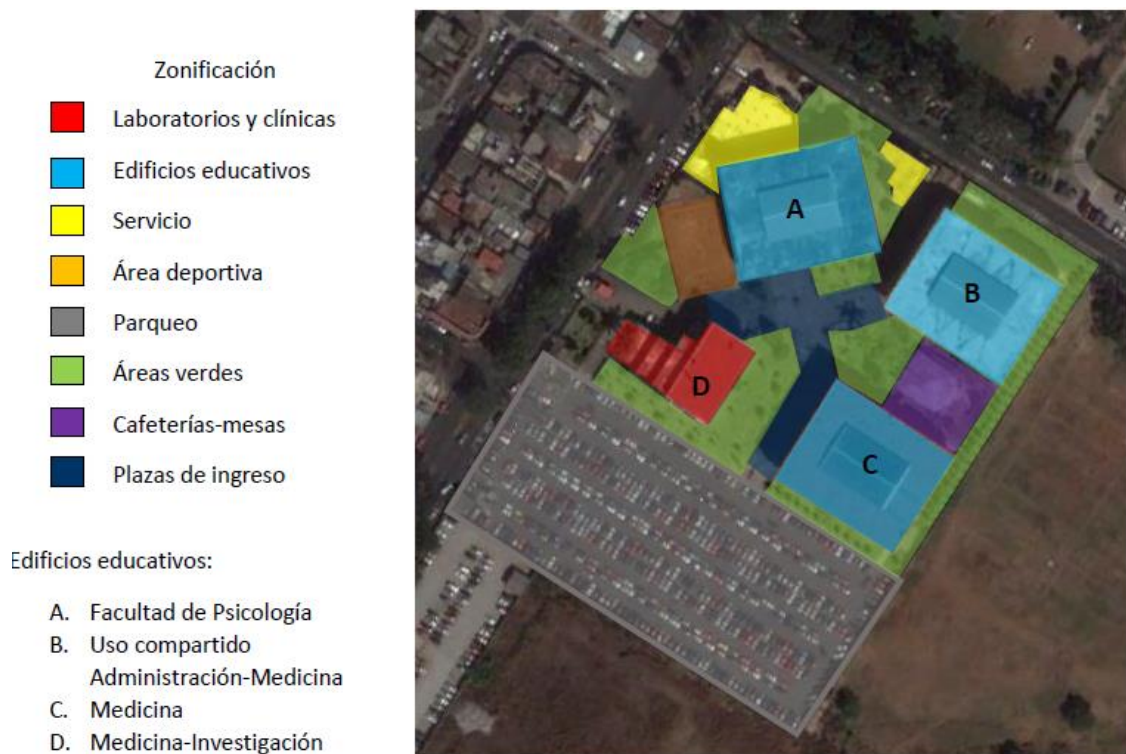 Zonificación
Laboratorios y clínicas
Edificios educativos
Servicio
Área deportiva
Parqueo
Áreas verdes
Cafeterías-mesas
Plazas de ingreso
Edificios educativos:
A. Facultad de Psicología
B. Uso compartido
Administración-Medicina
C. Medicina
D. Medicina-Investigación
A
B
D
C